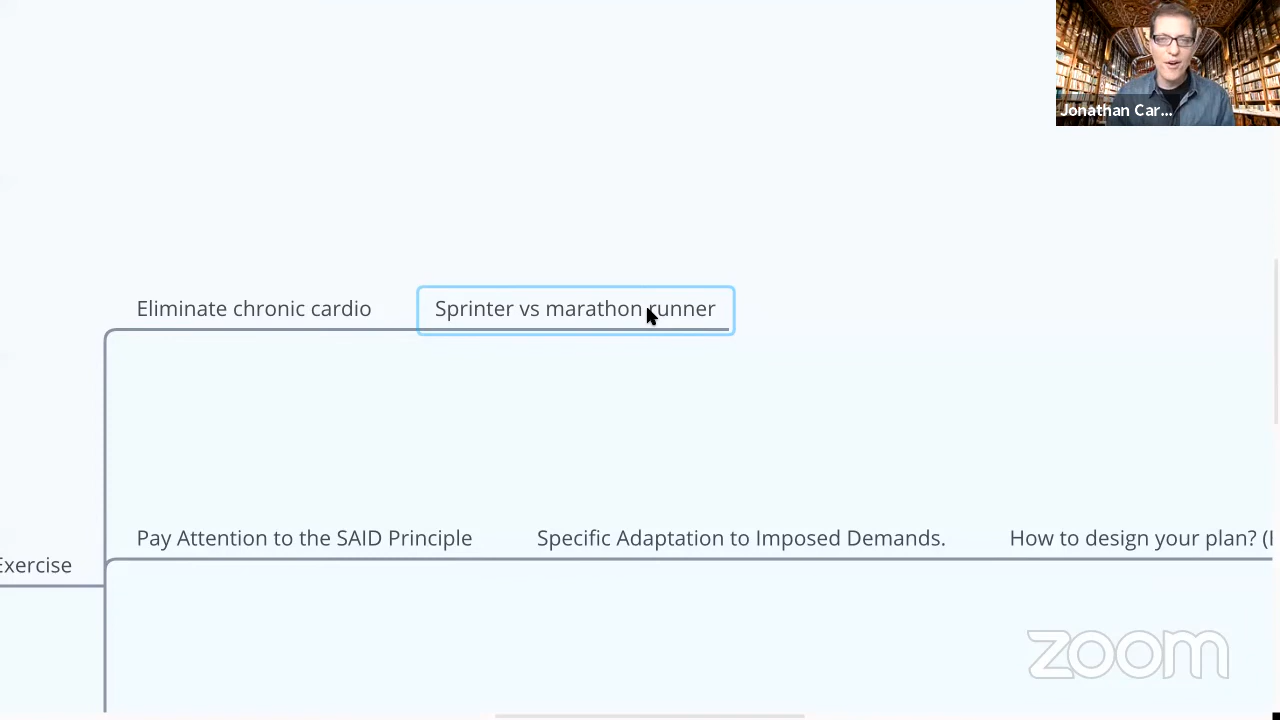 Jonathan Car...
Eliminate chronic cardio
Sprinter vs marathon runner
Pay Attention to the SAID Principle
Specific Adaptation to Imposed Demands.
How to design your plan? (I
Exercise
zoom